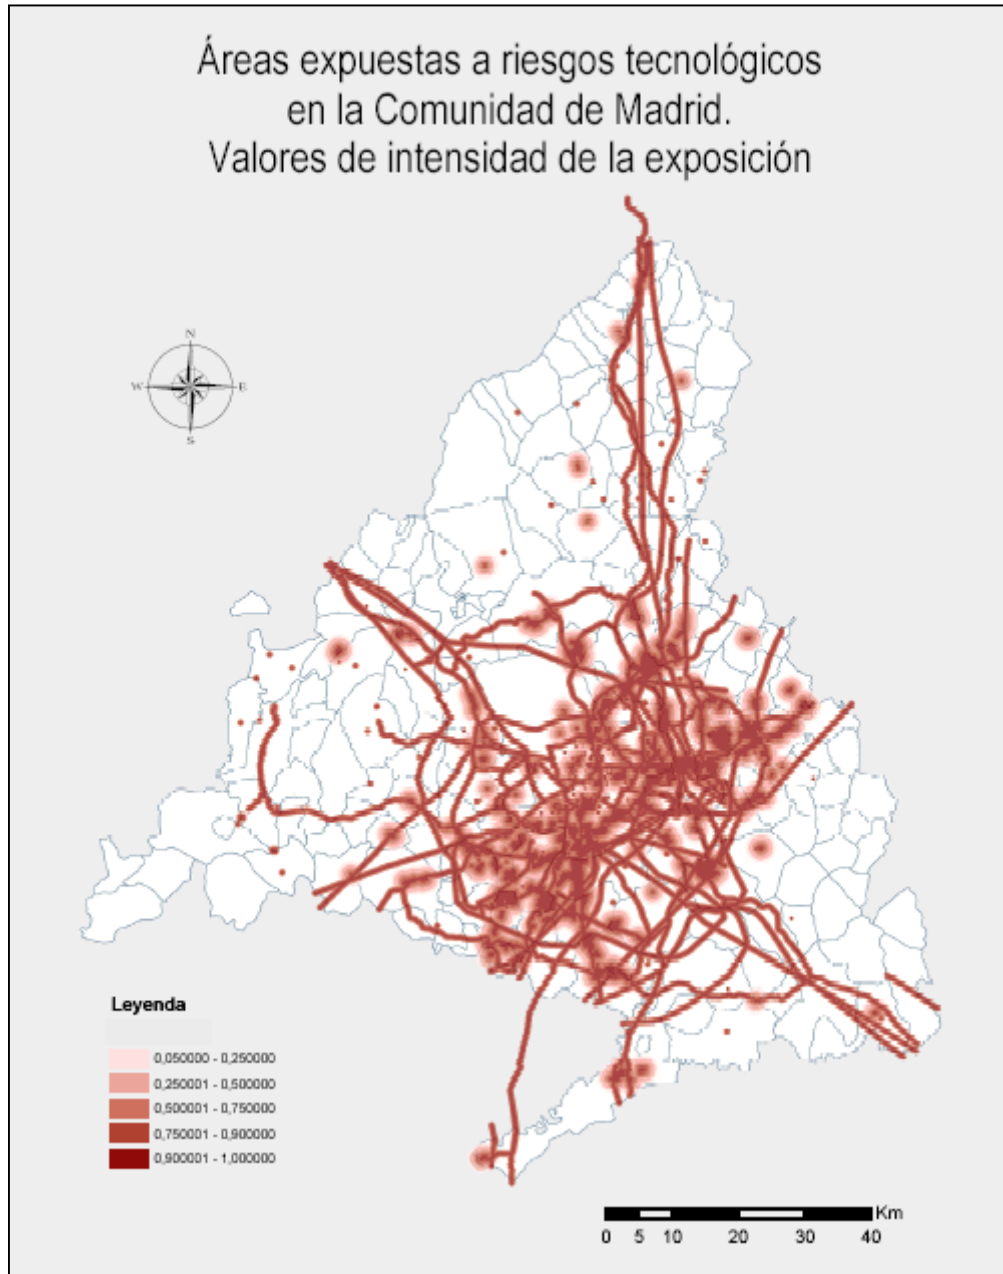 Áreas expuestas a riesgos tecnológicos
en la Comunidad de Madrid.
Valores de intensidad de la exposición
N
W E
S
Leyenda
0,050000 - 0,250000
0,250001 - 0,500000
0,500001 - 0,750000
0,750001 - 0,900000
0,900001 - 1,000000
Km
0 5 10 20 30 40